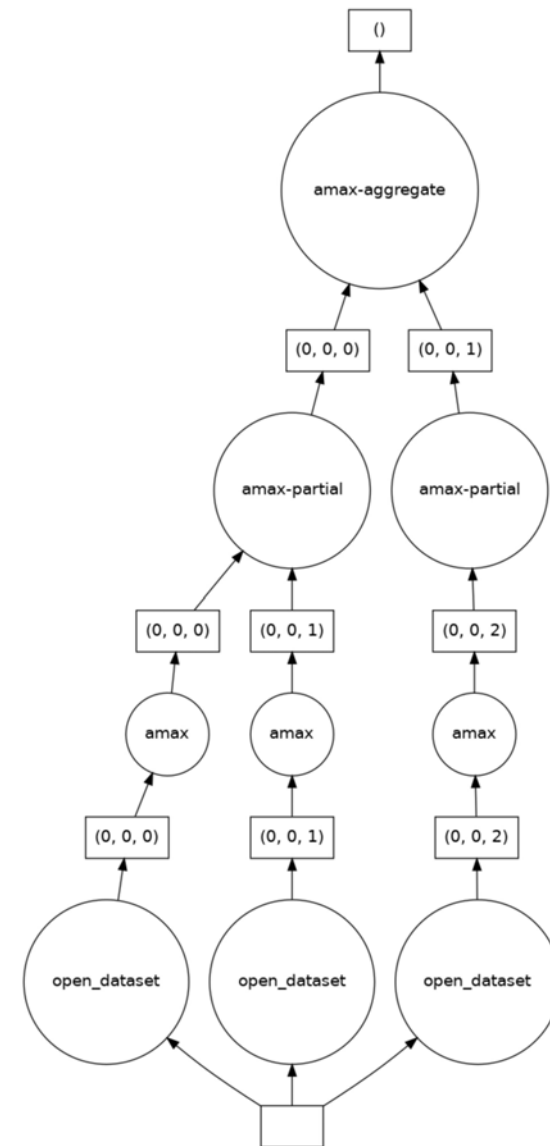 ()
amax-aggregate
(0, 0, 0)
(0, 0, 1)
amax-partial
amax-partial
(0, 0, 0)
(0, 0, 1)
(0, 0, 2)
amax
amax
amax
(0, 0, 0)
(0, 0, 1)
(0, 0, 2)
open_dataset
open_dataset
open_dataset